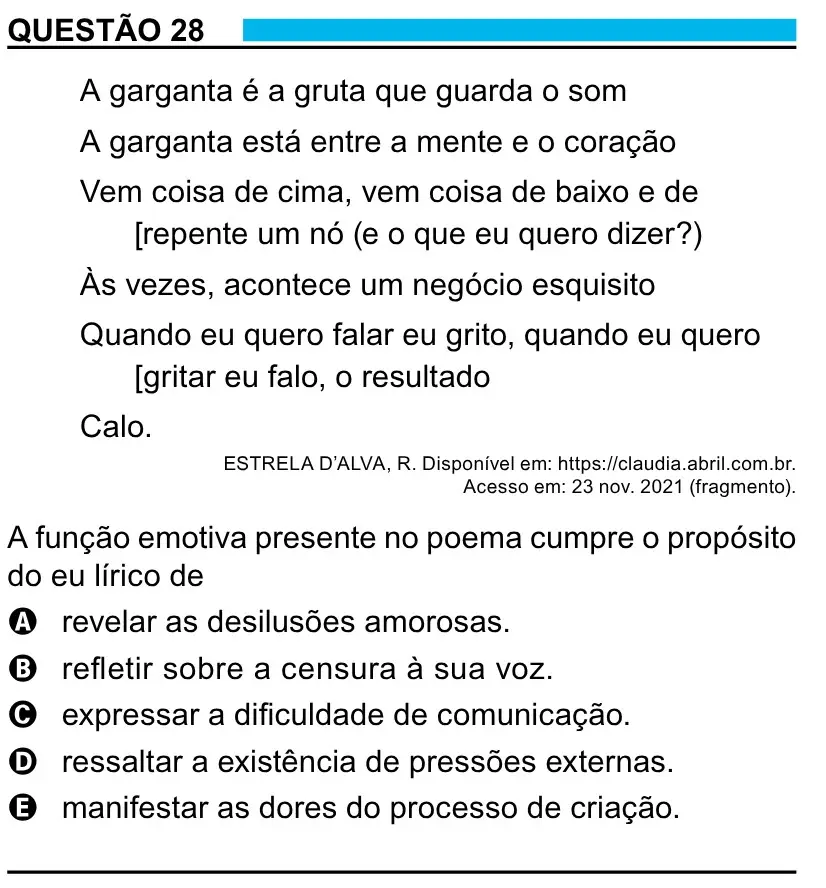 QUESTÃO 28
A garganta é a gruta que guarda o som
A garganta está entre a mente e o coração
Vem coisa de cima, vem coisa de baixo e de
[repente um nó (e o que eu quero dizer?)
Às vezes, acontece um negócio esquisito
Quando eu quero falar eu grito, quando eu quero
[gritar eu falo, o resultado
Calo.
ESTRELA D’ALVA, R. Disponível em: https://claudia.abril.com.br.
Acesso em: 23 nov. 2021 (fragmento).
A função emotiva presente no poema cumpre o propósito
do eu lírico de
A revelar as desilusões amorosas.
B refletir sobre a censura à sua voz.
C expressar a dificuldade de comunicação.
D ressaltar a existência de pressões externas.
E manifestar as dores do processo de criação.